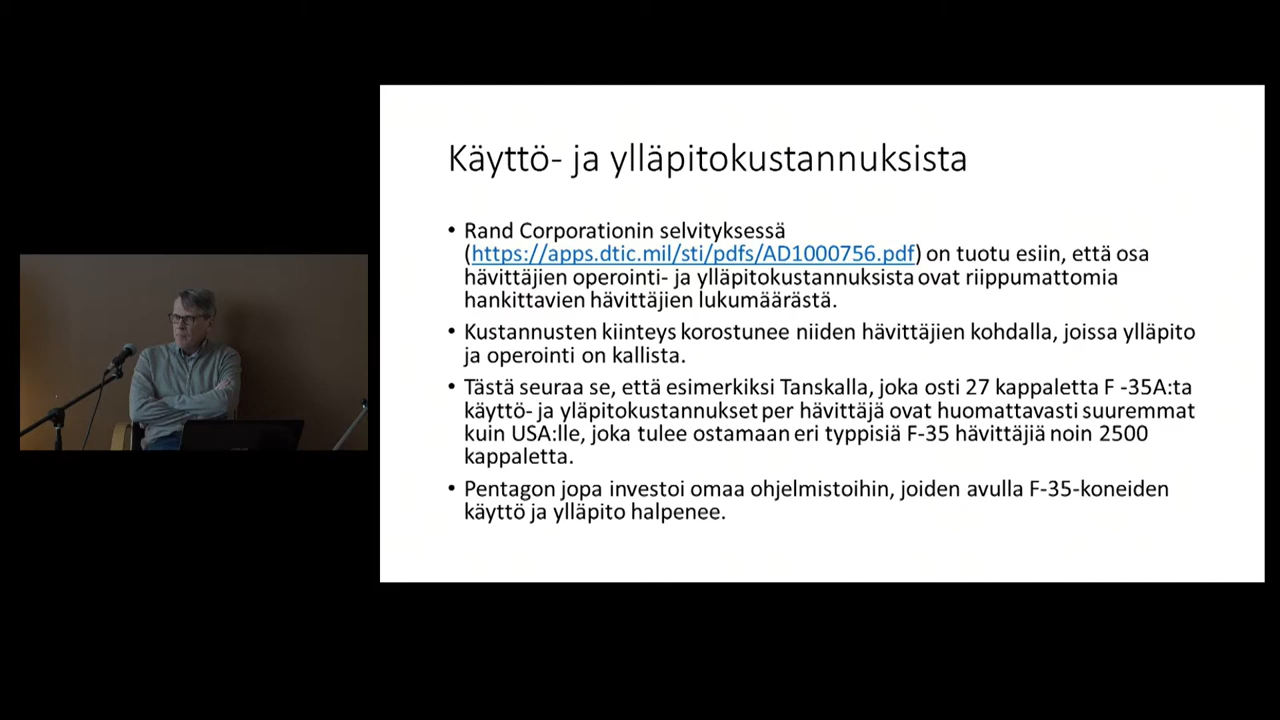 Käyttö- ja ylläpitokustannuksista
• Rand Corporationin selvityksessä
(https://apps.dtic.mil/sti/pdfs/AD1000756.pdf) on tuotu esiin, että osa
hävittäjien operointi- ja ylläpitokustannuksista ovat riippumattomia
hankittavien hävittäjien lukumäärästä.
• Kustannusten kiinteys korostunee niiden hävittäjien kohdalla, joissa ylläpito
ja operointi on kallista.
• Tästä seuraa se, että esimerkiksi Tanskalla, joka osti 27 kappaletta F -35A:ta
käyttö- ja yläpitokustannukset per hävittäjä ovat huomattavasti suuremmat
kuin USA:lle, joka tulee ostamaan eri typpisiä F-35 hävittäjiä noin 2500
kappaletta.
• Pentagon jopa investoi omaa ohjelmistoihin, joiden avulla F-35-koneiden
käyttö ja ylläpito halpenee.